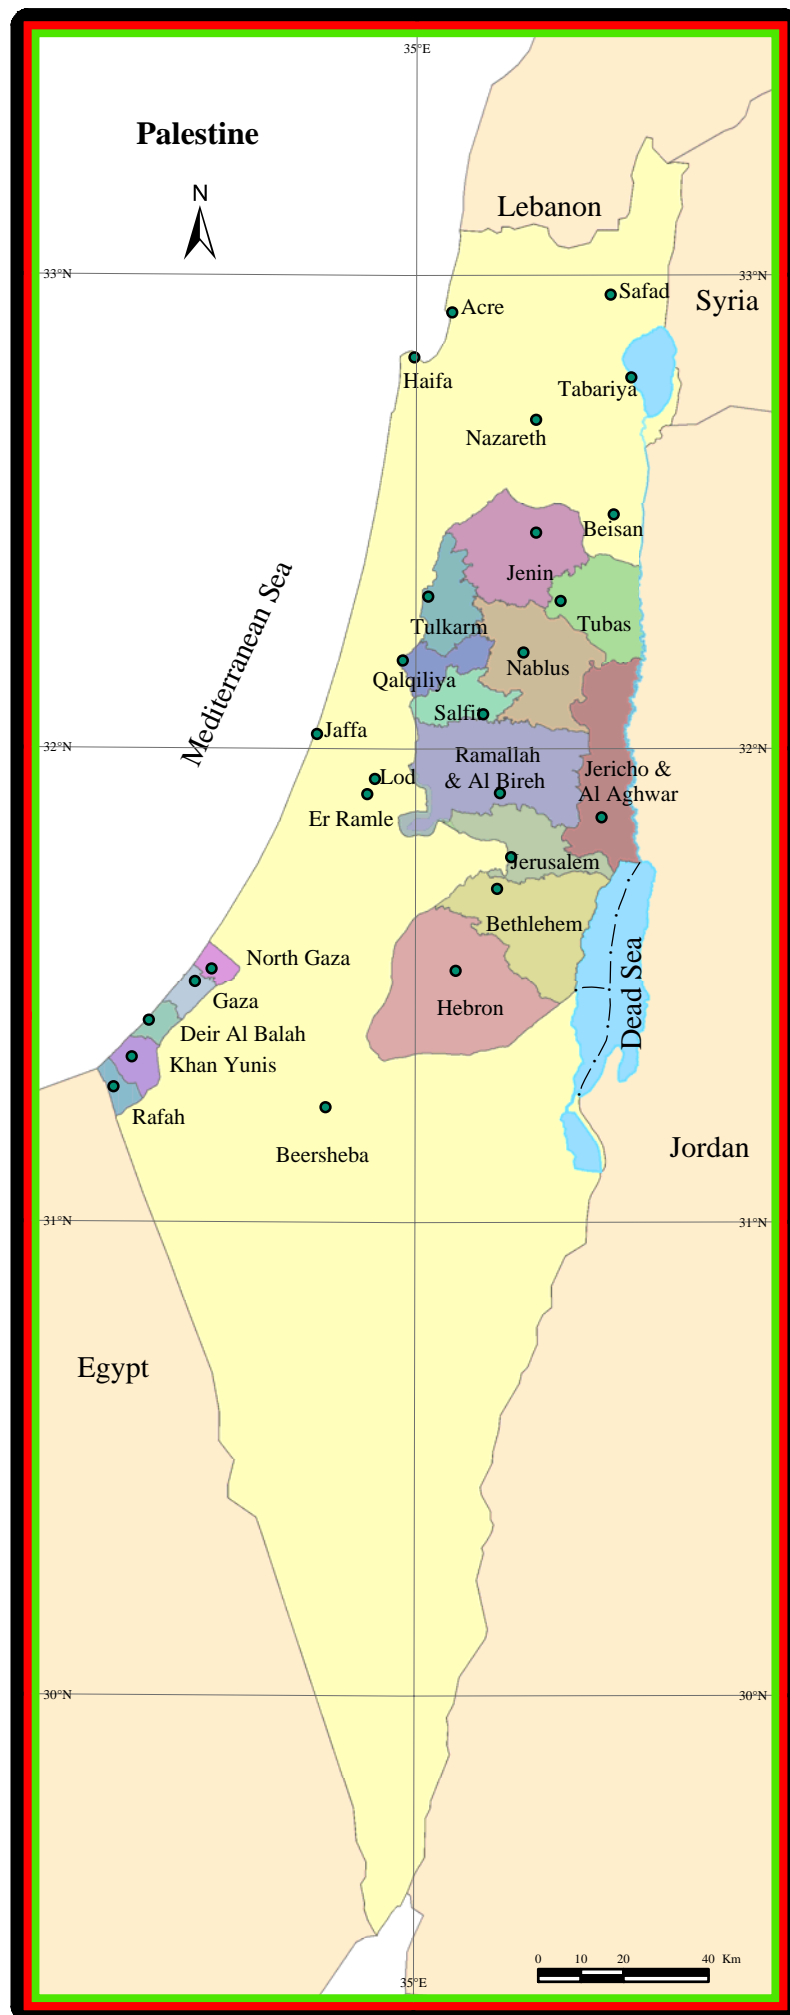 35°E
Palestine
N
Lebanon
33°N
33°N
Safad
Syria
Acre
Haifa
Tabariya
Nazareth
Beisan
Jenin
Tulkarm
Tubas
Mediterranean Sea
Nablus
Qalqiliya
Salfit
Jaffa
32°N
32°N
Ramallah
& Al Bireh
Jericho &
Al Aghwar
Lod
Er Ramle
Jerusalem
Bethlehem
North Gaza
Dead Sea
Gaza
Hebron
Deir Al Balah
Khan Yunis
Rafah
Beersheba
Jordan
31°N
31°N
Egypt
30°N
30°N
0 10 20 40 Km
35°E